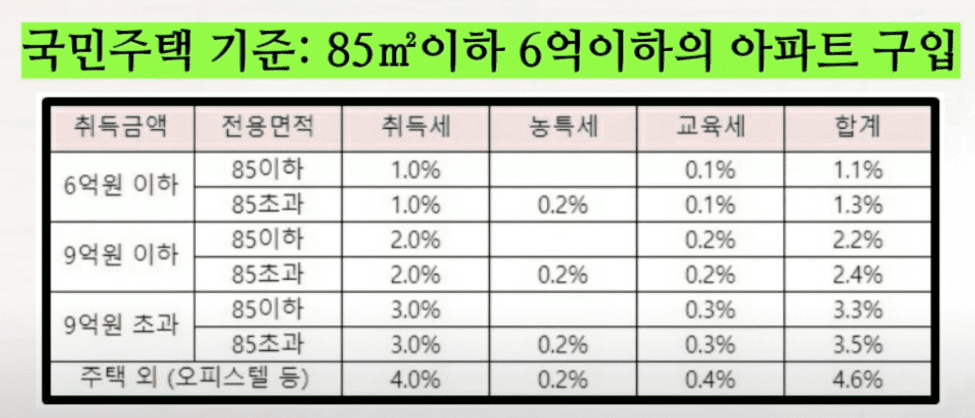 국민주택 기준: 85㎡이하 6억이하의 아파트 구입
취득금액 전용면적 취득세 농특세 교육세 합계
6억원 이하 85이하 1.0% 0.1% 1.1%
85초과 1.0% 0.2% 0.1% 1.3%
9억원 이하 85이하 2.0% 0.2% 2.2%
85초과 2.0% 0.2% 0.2% 2.4%
9억원 초과 85이하 3.0% 0.3% 3.3%
85초과 3.0% 0.2% 0.3% 3.5%
주택 외 (오피스텔 등) 4.0% 0.2% 0.4% 4.6%